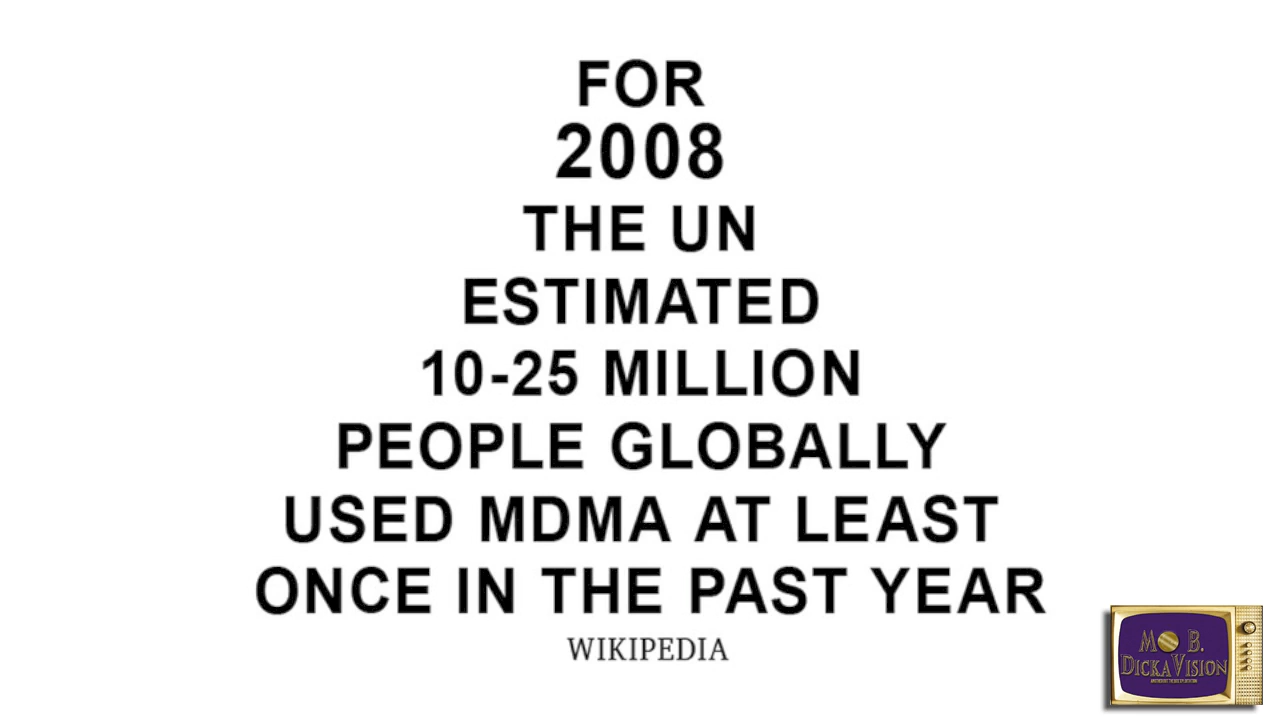 FOR
2008
THE UN
ESTIMATED
10-25 MILLION
PEOPLE GLOBALLY
USED MDMA AT LEAST
ONCE IN THE PAST YEAR
WIKIPEDIA
MO B.
DICKAVISION